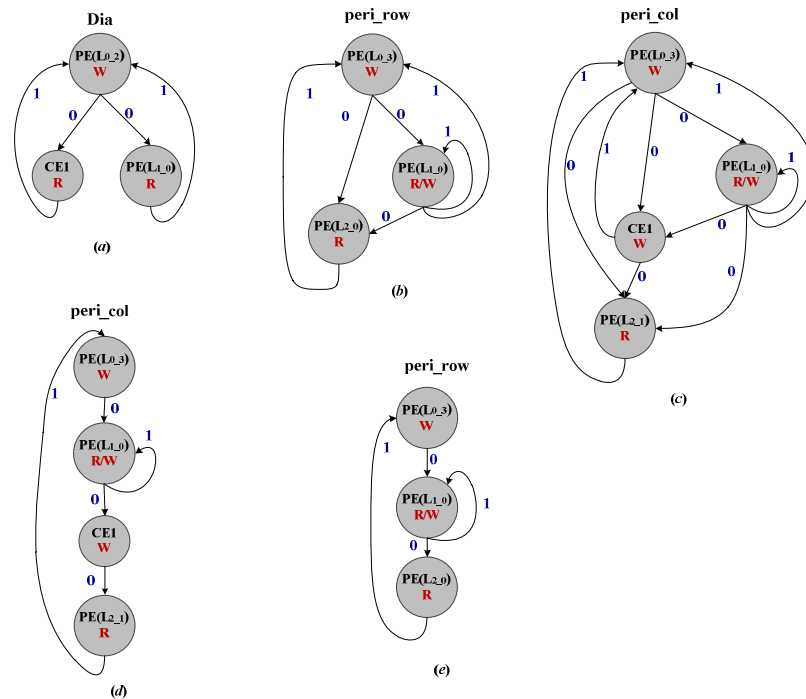 Dia
PE(L0_2)
W
1
1
0
0
CE1
R
PE(L1_0)
R
(a)
peri_row
PE(L0_3)
W
1
1
0
0
1
PE(L1_0)
R/W
0
PE(L2_0)
R
(b)
peri_col
PE(L0_3)
W
1
1
0
0
1
0
1
PE(L1_0)
R/W
CE1
W
0
0
0
PE(L2_1)
R
(c)
peri_col
PE(L0_3)
W
1
0
PE(L1_0)
R/W
1
0
CE1
W
0
PE(L2_1)
R
(d)
peri_row
PE(L0_3)
W
1
0
PE(L1_0)
R/W
1
0
PE(L2_0)
R
(e)